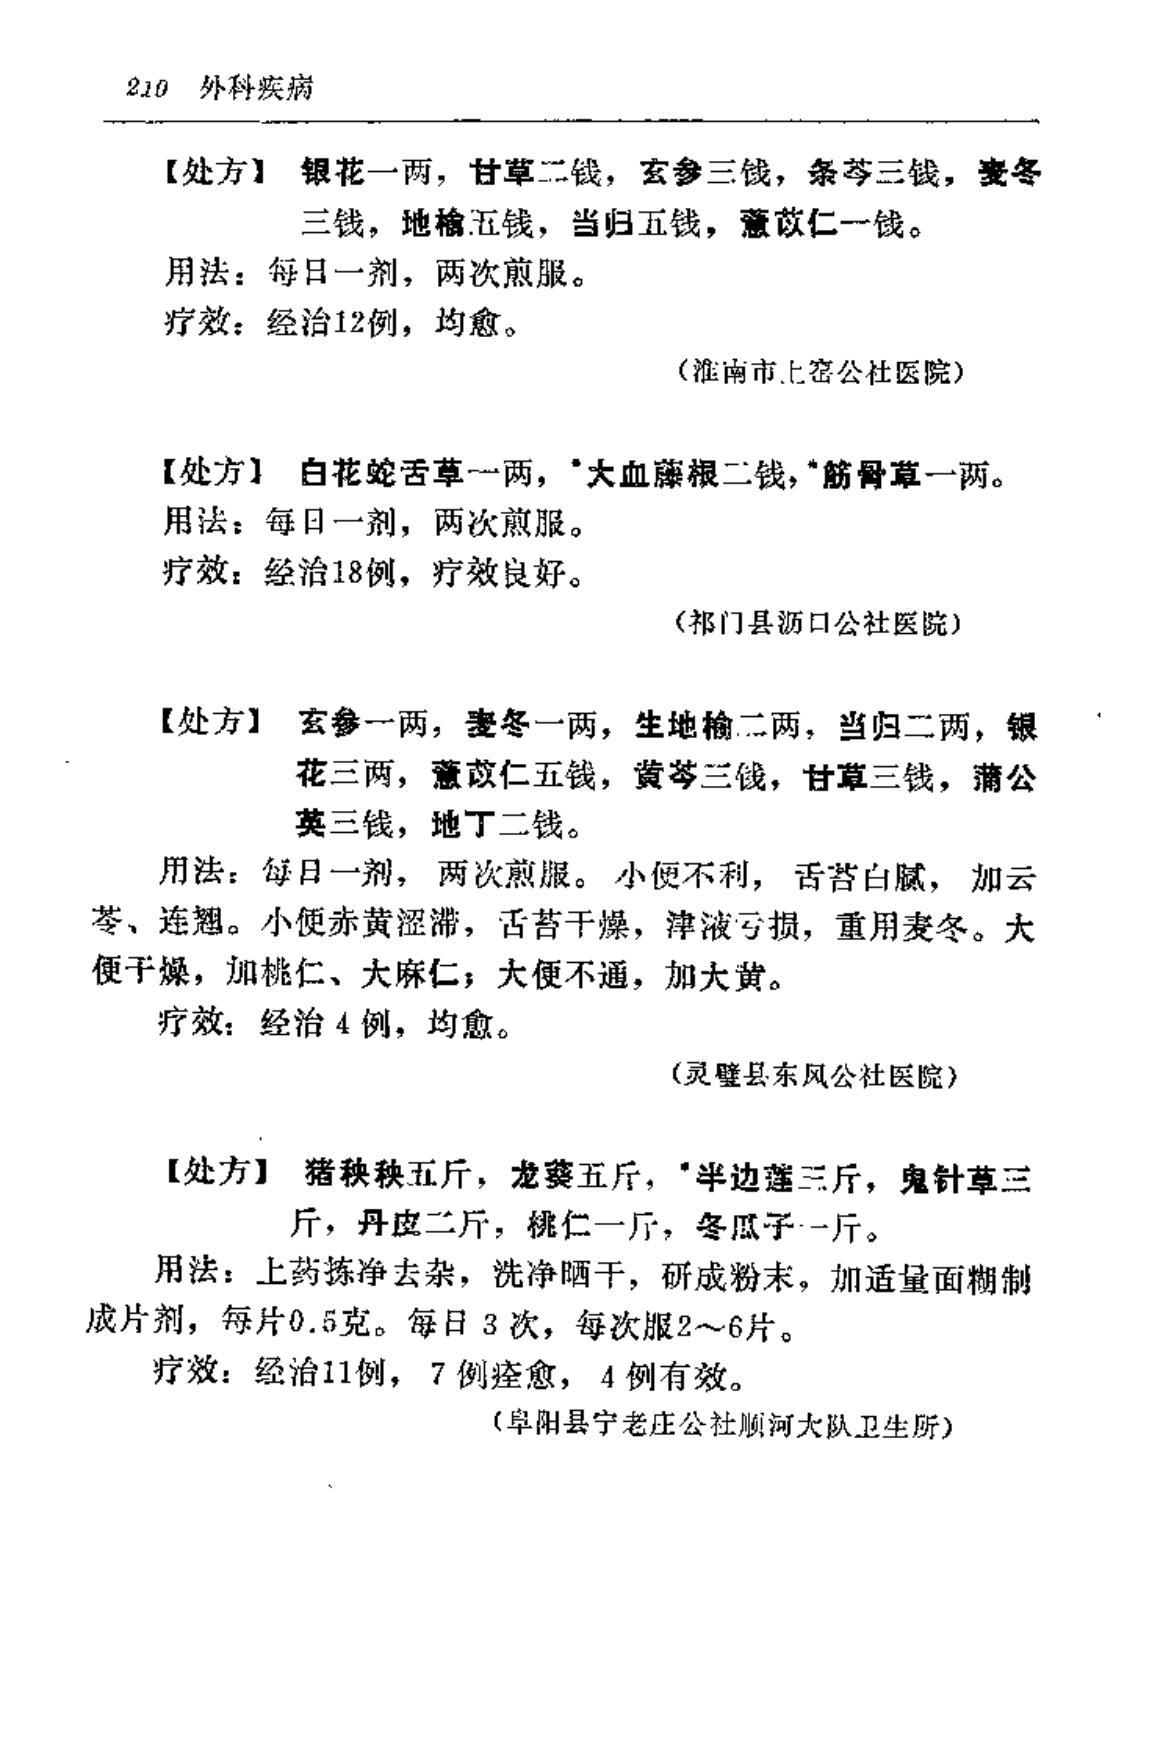 210 外科疾病
【处方】 银花一两，甘草二钱，玄参三钱，条芩三钱，麦冬
三钱，地榆五钱，当归五钱，薏苡仁一钱。
用法：每日一剂，两次煎服。
疗效：经治12例，均愈。
（淮南市上窑公社医院）
【处方】 白花蛇舌草一两，*大血藤根二钱，*筋骨草一两。
用法：每日一剂，两次煎服。
疗效：经治18例，疗效良好。
（祁门县沥口公社医院）
【处方】 玄参一两，麦冬一两，生地榆二两，当归二两，银
花三两，薏苡仁五钱，黄芩三钱，甘草三钱，蒲公
英三钱，地丁二钱。
用法：每日一剂，两次煎服。小便不利，舌苔白腻，加云
苓、连翘。小便赤黄涩滞，舌苔干燥，津液亏损，重用麦冬。大
便干燥，加桃仁、大麻仁；大便不通，加大黄。
疗效：经治 4 例，均愈。
（灵璧县东风公社医院）
【处方】 猪秧秧五斤，龙葵五斤，*半边莲三斤，鬼针草三
斤，丹皮二斤，桃仁一斤，冬瓜子一斤。
用法：上药拣净去杂，洗净晒干，研成粉末，加适量面糊制
成片剂，每片0.5克。每日 3 次，每次服2～6片。
疗效：经治11例， 7 例痊愈， 4 例有效。
（阜阳县宁老庄公社顺河大队卫生所）